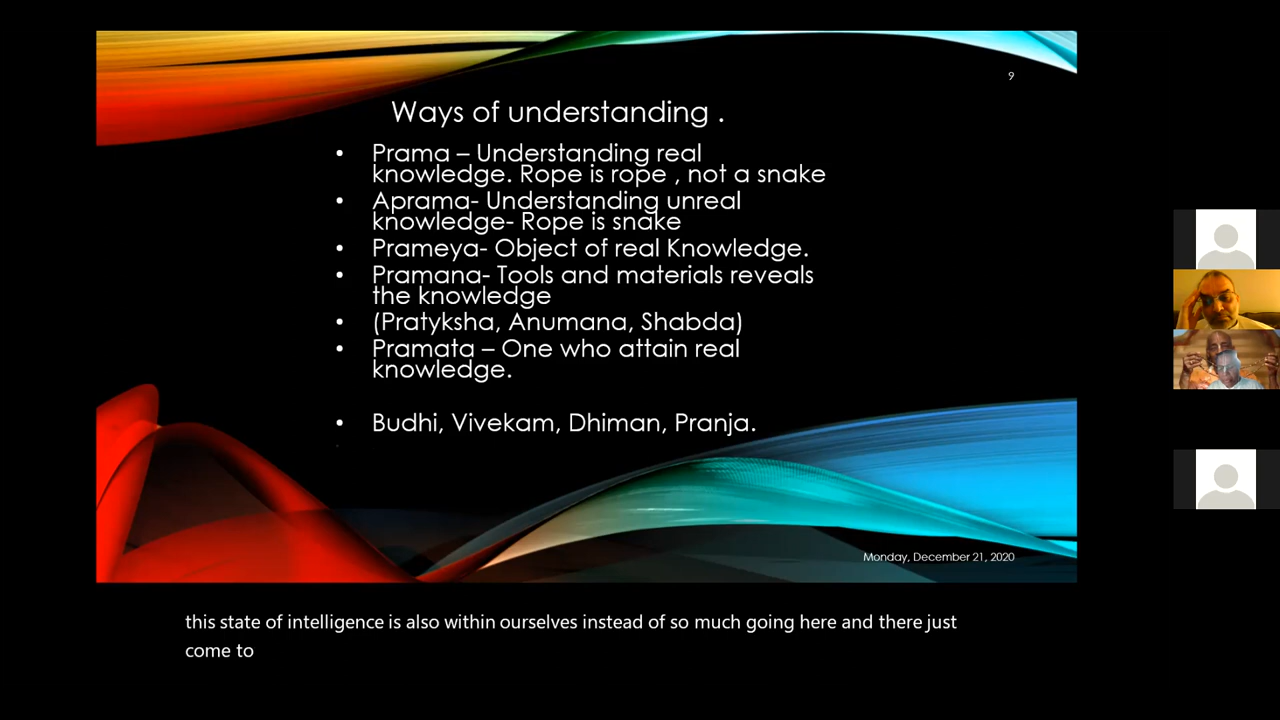 9
Ways of understanding .
• Prama – Understanding real
knowledge. Rope is rope , not a snake
• Aprama- Understanding unreal
knowledge- Rope is snake
• Prameya- Object of real Knowledge.
• Pramana- Tools and materials reveals
the knowledge
• (Pratyksha, Anumana, Shabda)
• Pramata – One who attain real
knowledge.
• Budhi, Vivekam, Dhiman, Pranja.
Monday, December 21, 2020
this state of intelligence is also within ourselves instead of so much going here and there just
come to